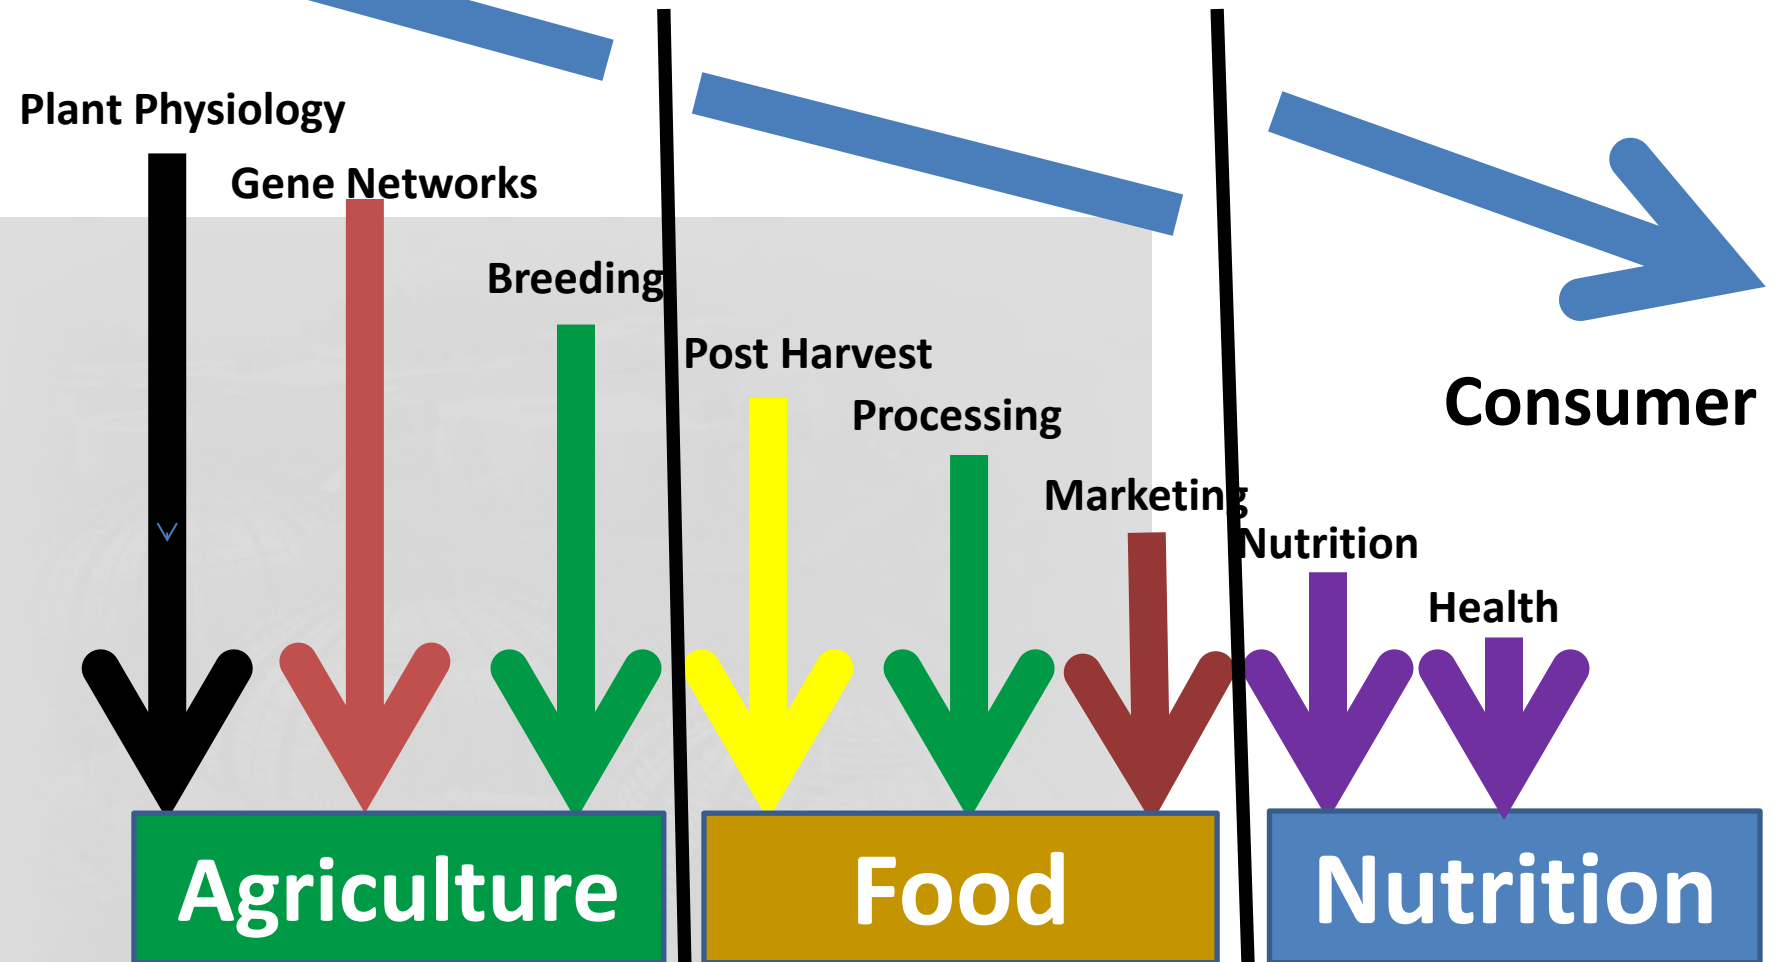 Plant Physiology
Gene Networks
Breeding
Post Harvest
Processing
Consumer
Marketing
Nutrition
Health
Agriculture
Food
Nutrition